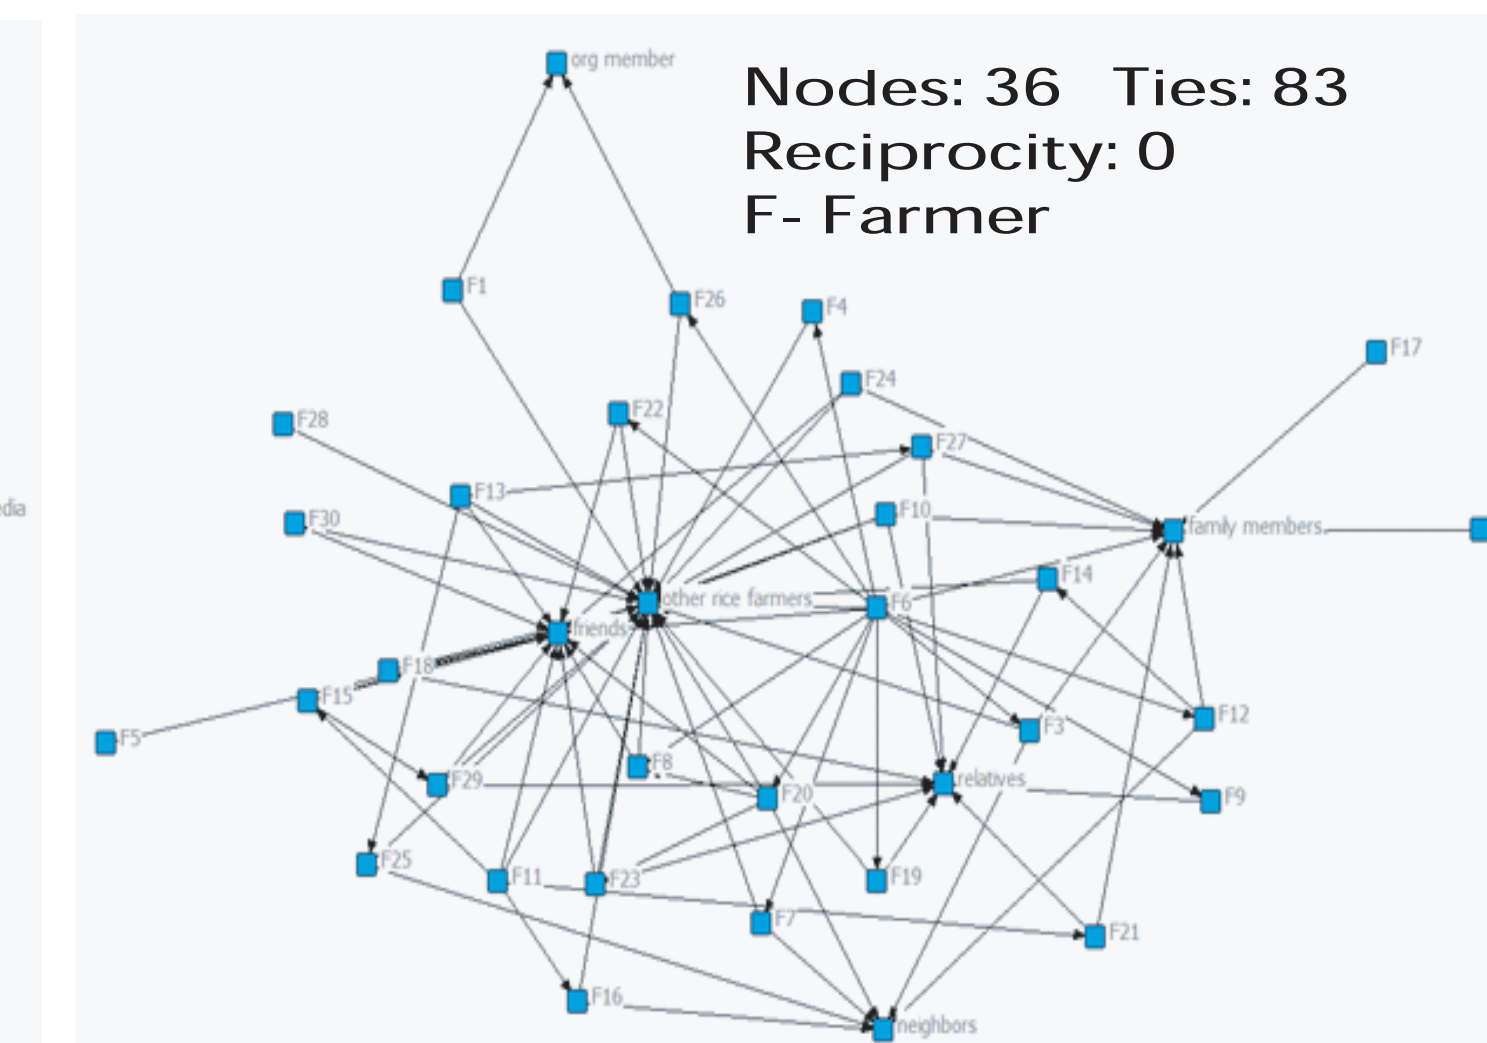 org member
Nodes: 36 Ties: 83
Reciprocity: 0
F- Farmer
F1
F26
F4
F17
F24
F28
F22
F27
F13
F10
edia
F30
family members
F14
other rice farmers
F6
friends
F18
F15
F3
F12
F5
F8
F29
F20
relatives
F9
F25
F11
F23
F19
F7
F21
F16
neighbors